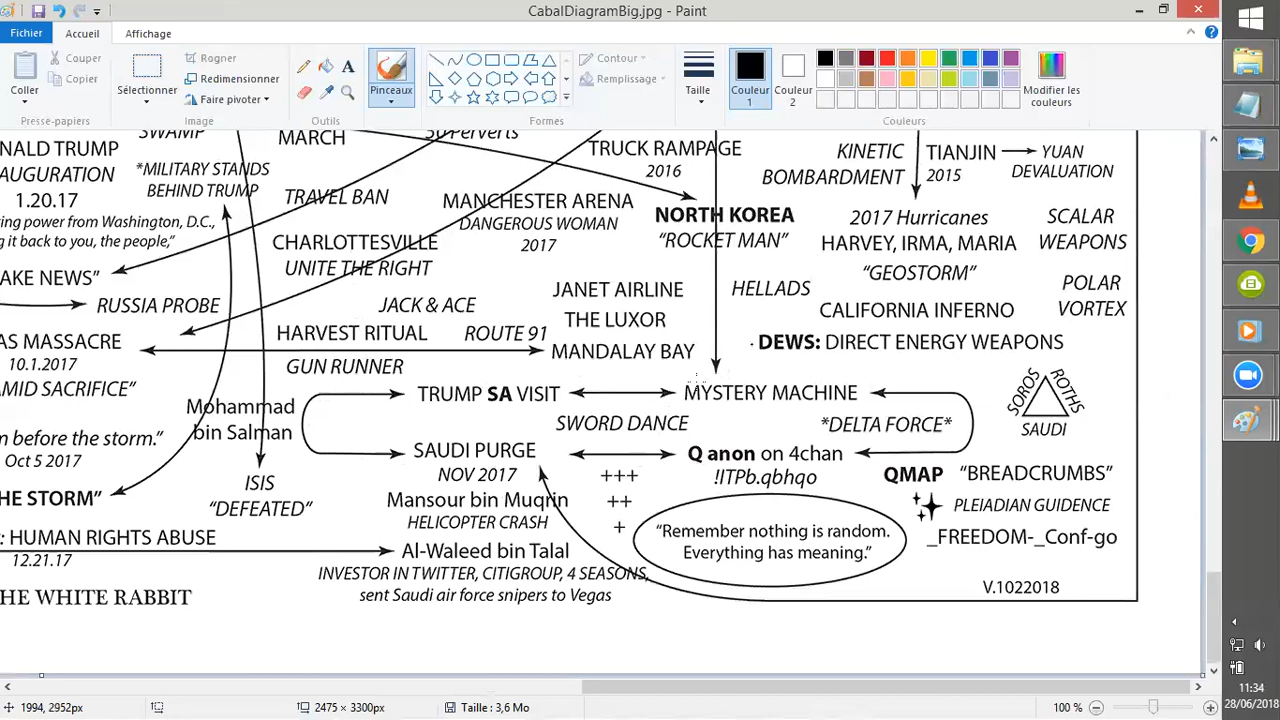 CabalDiagramBig.jpg - Paint
Fichier
Accueil
Affichage
Coller
Couper
Copier
Presse-papiers
Sélectionner
Rogner
Redimensionner
Faire pivoter
Image
A
Outils
Pinceaux
Formes
Contour
Remplissage
Taille
Couleur 1
Couleur 2
Modifier les couleurs
Couleurs
SWAMP
MARCH
50 Perverts
TRUCK RAMPAGE
2016
KINETIC
BOMBARDMENT
TIANJIN
2015
YUAN
DEVALUATION
NALD TRUMP
AUGURATION
1.20.17
ing power from Washington, D.C.,
g it back to you, the people,”
*MILITARY STANDS
BEHIND TRUMP
TRAVEL BAN
MANCHESTER ARENA
DANGEROUS WOMAN
2017
NORTH KOREA
“ROCKET MAN”
2017 Hurricanes
HARVEY, IRMA, MARIA
“GEOSTORM”
SCALAR
WEAPONS
CHARLOTTESVILLE
UNITE THE RIGHT
AKE NEWS”
RUSSIA PROBE
JACK & ACE
JANET AIRLINE
THE LUXOR
MANDALAY BAY
HELLADS
CALIFORNIA INFERNO
POLAR
VORTEX
DEWS: DIRECT ENERGY WEAPONS
AS MASSACRE
10.1.2017
AMID SACRIFICE”
HARVEST RITUAL
ROUTE 91
GUN RUNNER
Mohammad
bin Salman
TRUMP SA VISIT
MYSTERY MACHINE
SWORD DANCE
*DELTA FORCE*
SOROS
ROTHS
SAUDI
m before the storm.”
Oct 5 2017
SAUDI PURGE
NOV 2017
Q anon on 4chan
!ITPb.qbhqo
QMAP
“BREADCRUMBS”
HE STORM”
ISIS
“DEFEATED”
Mansour bin Muqrin
HELICOPTER CRASH
+++
++
+
PLEIADIAN GUIDENCE
_FREEDOM-_Conf-go
“Remember nothing is random.
Everything has meaning.”
: HUMAN RIGHTS ABUSE
12.21.17
Al-Waleed bin Talal
INVESTOR IN TWITTER, CITIGROUP, 4 SEASONS,
sent Saudi air force snipers to Vegas
HE WHITE RABBIT
V.1022018
1994, 2952px
2475 × 3300px
Taille : 3,6 Mo
100 %
11:34
28/06/2018